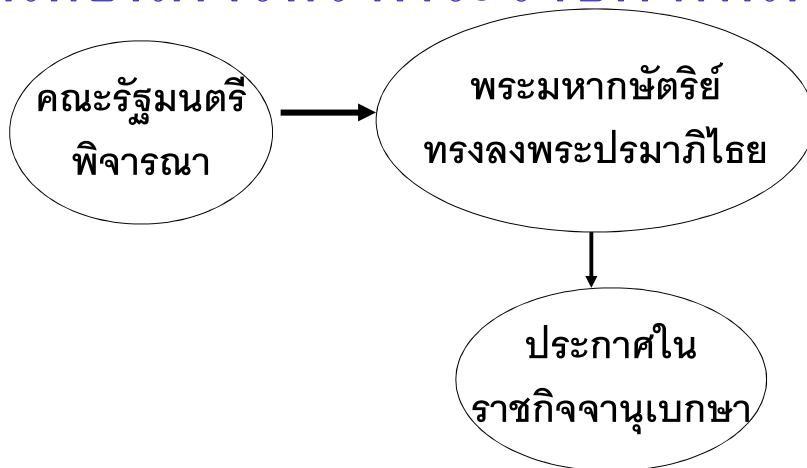 คณะรัฐมนตรี
พิจารณา
พระมหากษัตริย์
ทรงลงพระปรมาภิไธย
ประกาศใน
ราชกิจจานุเบกษา